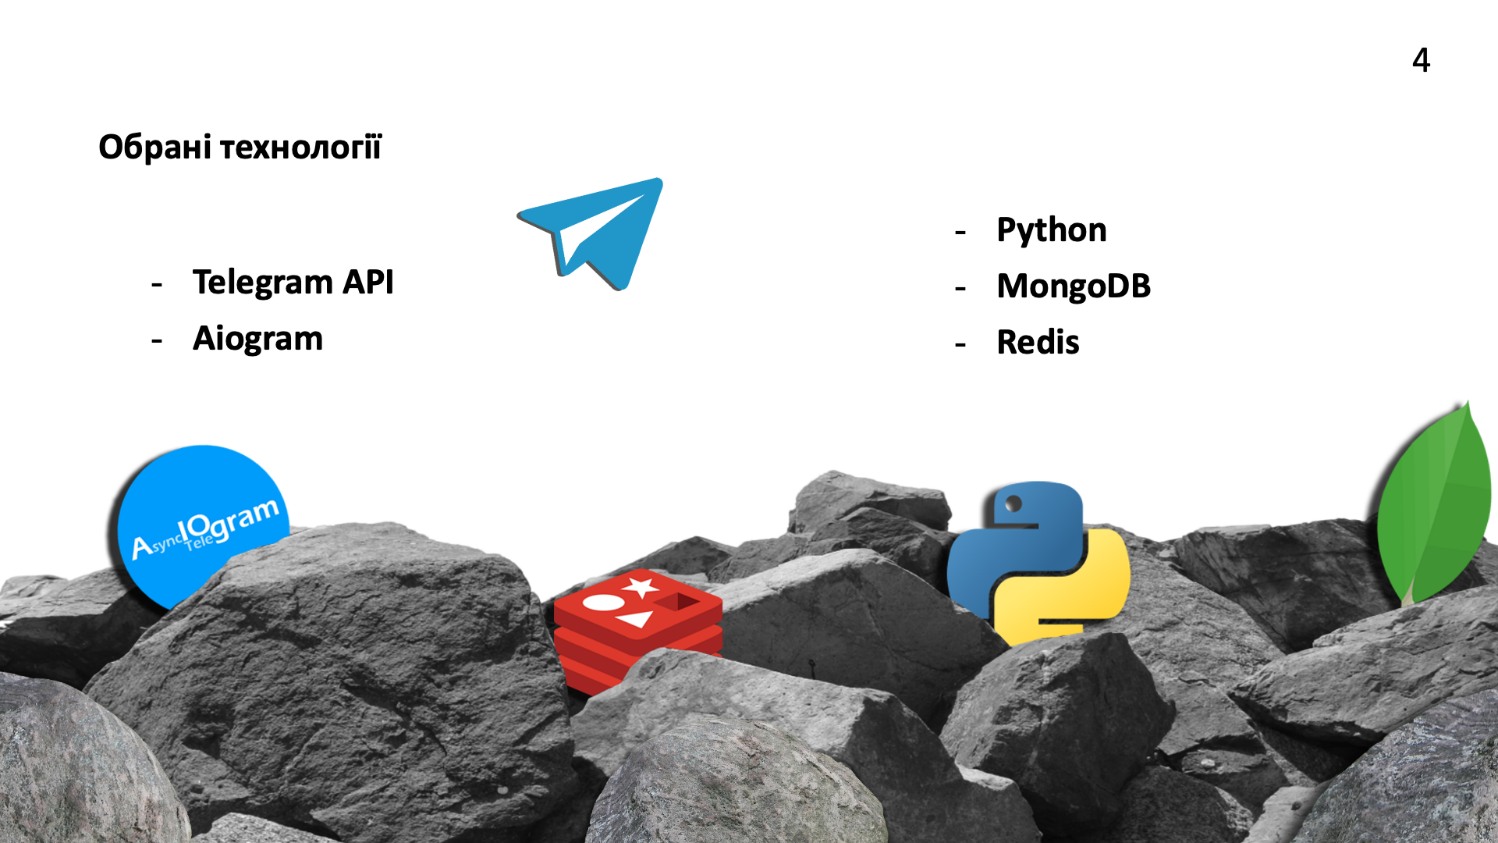 4
Обрані технології
- Telegram API
- Aiogram
- Python
- MongoDB
- Redis
AsyncIOgram
Tele